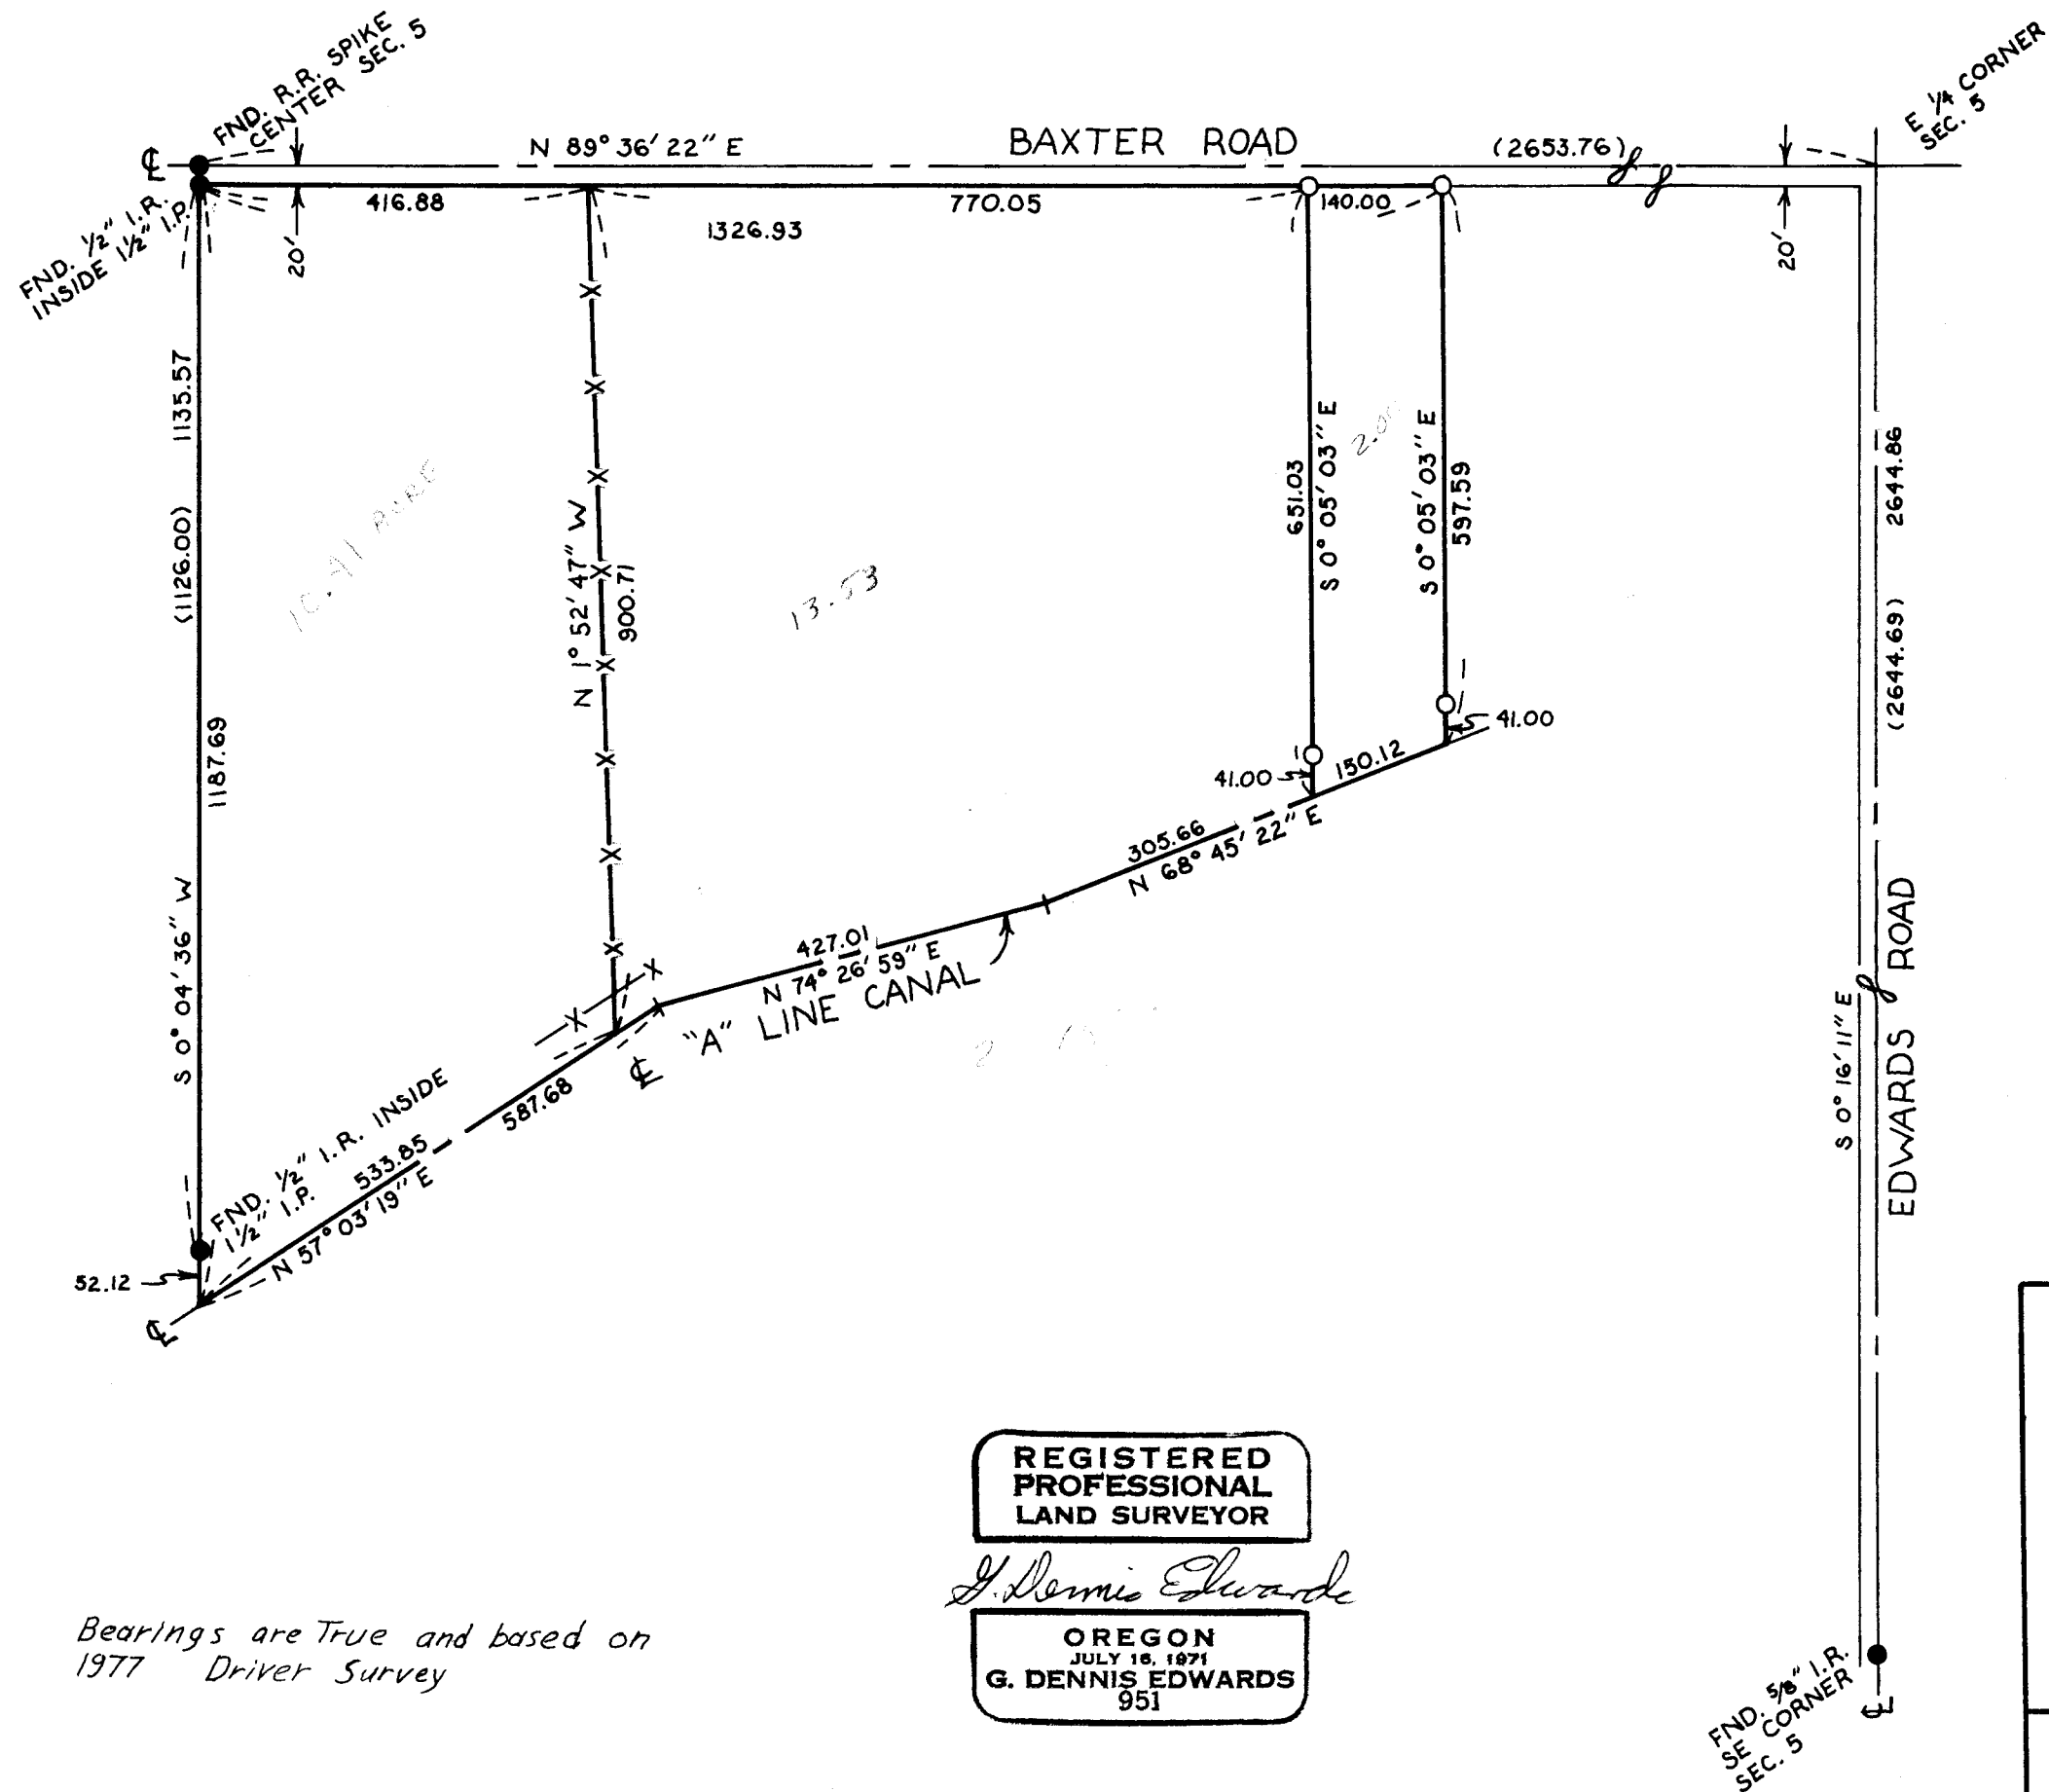 FND. R.R. SPIKE
CENTER SEC. 5
E 1/4 CORNER
SEC. 5
℄
N 89° 36' 22" E
BAXTER ROAD
(2653.76)
FND. 1/2" I.R.
INSIDE 1 1/2" I.P.
416.88
770.05
140.00
1326.93
20'
20'
1135.57
(1126.00)
1187.69
S 0° 04' 36" W
N 1° 52' 47" W
900.71
13.53
651.03
S 0° 05' 03" E
S 0° 05' 03" E
597.59
2644.86
(2644.69)
41.00
41.00
150.12
305.66
N 68° 45' 22" E
427.01
N 74° 26' 59" E
"A" LINE CANAL
℄
587.68
533.85
N 57° 03' 19" E
FND. 1/2" I.R. INSIDE
1 1/2" I.P.
52.12
℄
S 0° 16' 11" E
EDWARDS ROAD
REGISTERED
PROFESSIONAL
LAND SURVEYOR
G. Dennis Edwards
OREGON
JULY 16, 1971
G. DENNIS EDWARDS
951
Bearings are True and based on
1977 Driver Survey
FND. 5/8" I.R.
SE CORNER
SEC. 5
℄